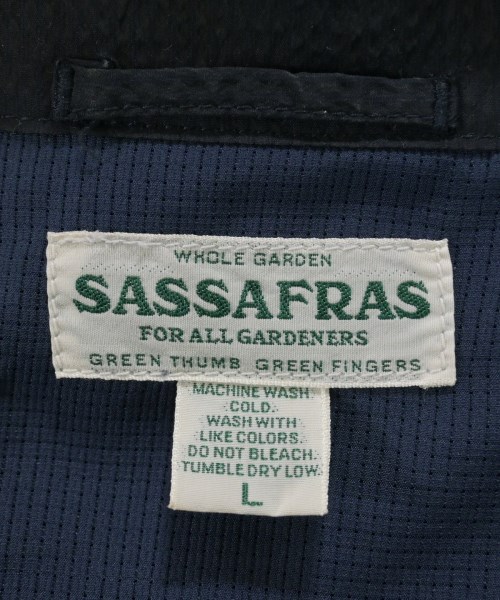 WHOLE GARDEN
SASSAFRAS
FOR ALL GARDENERS
GREEN THUMB GREEN FINGERS
MACHINE WASH
COLD.
WASH WITH
LIKE COLORS.
DO NOT BLEACH.
TUMBLE DRY LOW.
L